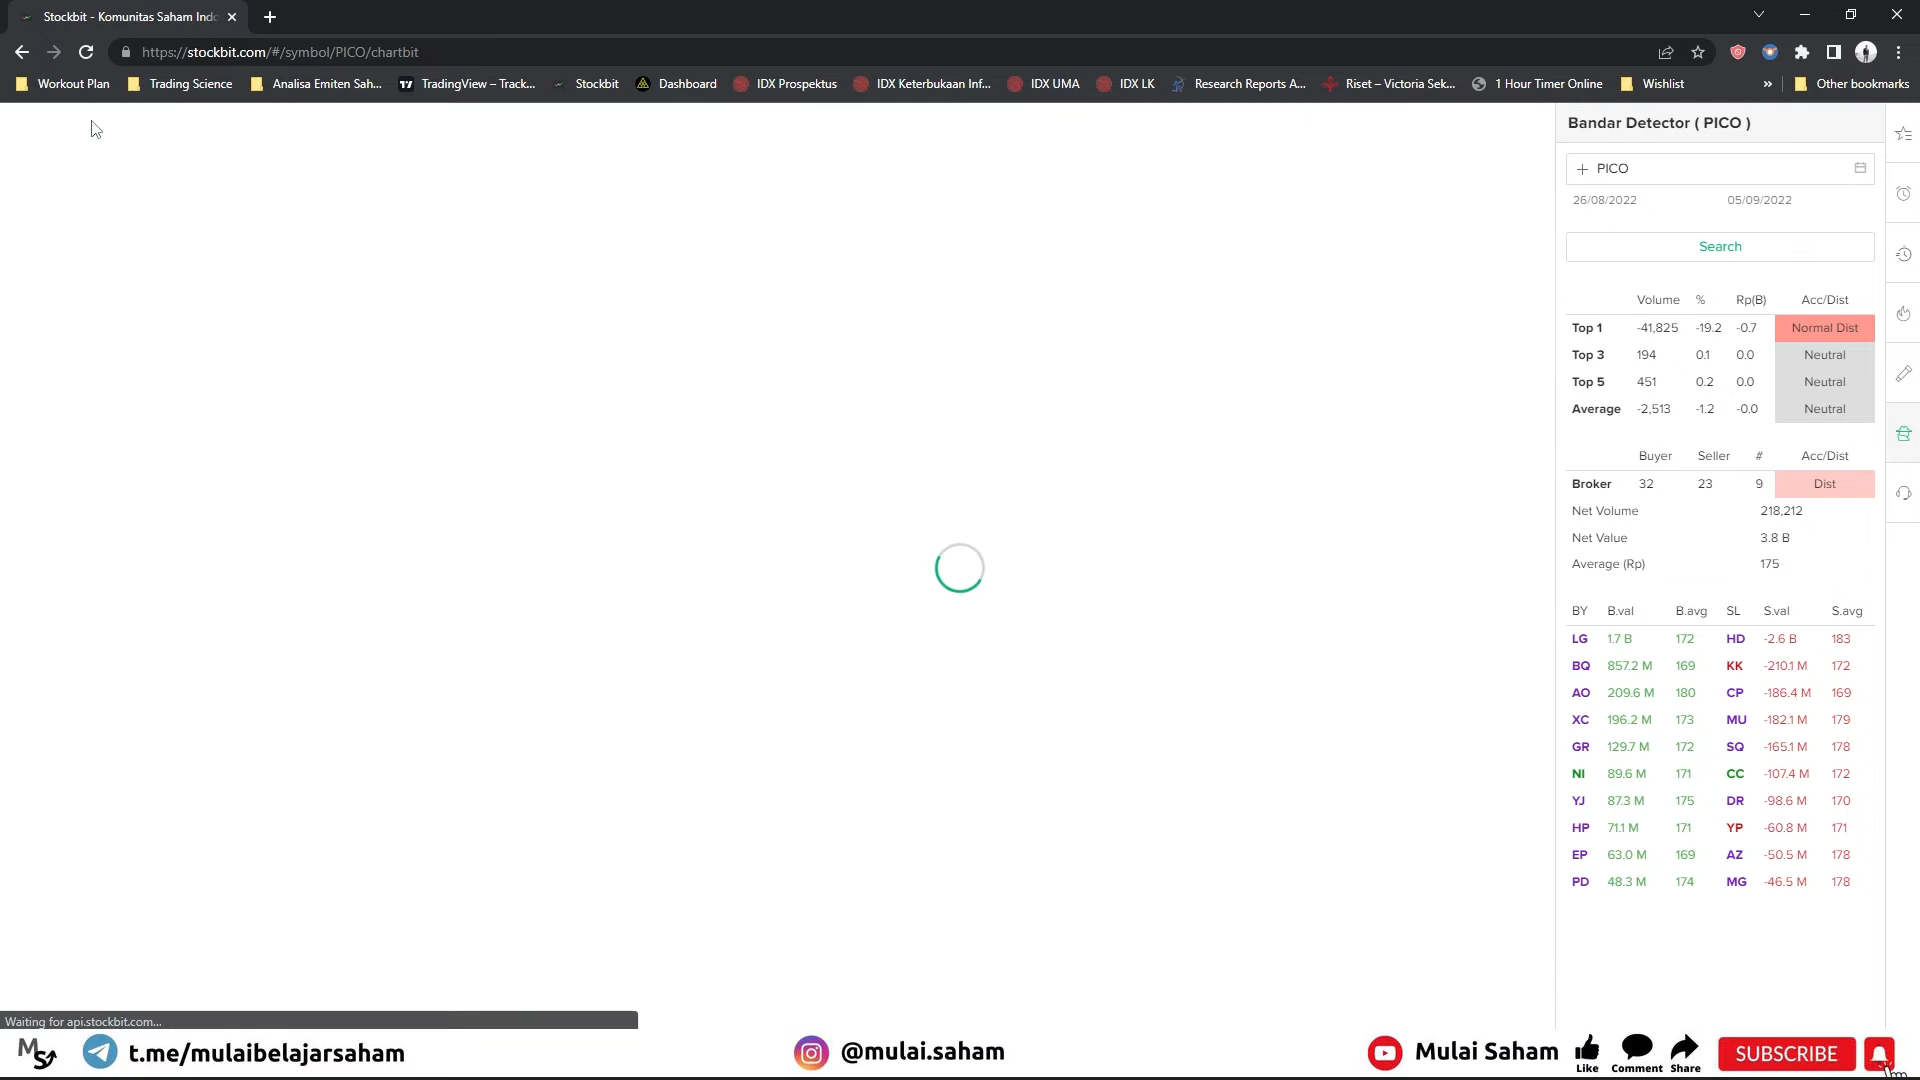 Stockbit - Komunitas Saham Indo
https://stockbit.com/#/symbol/PICO/chartbit
Workout Plan Trading Science Analisa Emiten Sah... TradingView – Track... Stockbit Dashboard IDX Prospektus IDX Keterbukaan Inf... IDX UMA IDX LK Research Reports A... Riset – Victoria Sek... 1 Hour Timer Online Wishlist » Other bookmarks
Bandar Detector ( PICO )
+ PICO
26/08/2022 05/09/2022
Search
Volume % Rp(B) Acc/Dist
Top 1 -41,825 -19.2 -0.7 Normal Dist
Top 3 194 0.1 0.0 Neutral
Top 5 451 0.2 0.0 Neutral
Average -2,513 -1.2 -0.0 Neutral
Buyer Seller # Acc/Dist
Broker 32 23 9 Dist
Net Volume 218,212
Net Value 3.8 B
Average (Rp) 175
BY B.val B.avg SL S.val S.avg
LG 1.7 B 172 HD -2.6 B 183
BQ 857.2 M 169 KK -210.1 M 172
AO 209.6 M 180 CP -186.4 M 169
XC 196.2 M 173 MU -182.1 M 179
GR 129.7 M 172 SQ -165.1 M 178
NI 89.6 M 171 CC -107.4 M 172
YJ 87.3 M 175 DR -98.6 M 170
HP 71.1 M 171 YP -60.8 M 171
EP 63.0 M 169 AZ -50.5 M 178
PD 48.3 M 174 MG -46.5 M 178
Waiting for api.stockbit.com...
MS t.me/mulaibelajarsaham @mulai.saham Mulai Saham Like Comment Share SUBSCRIBE